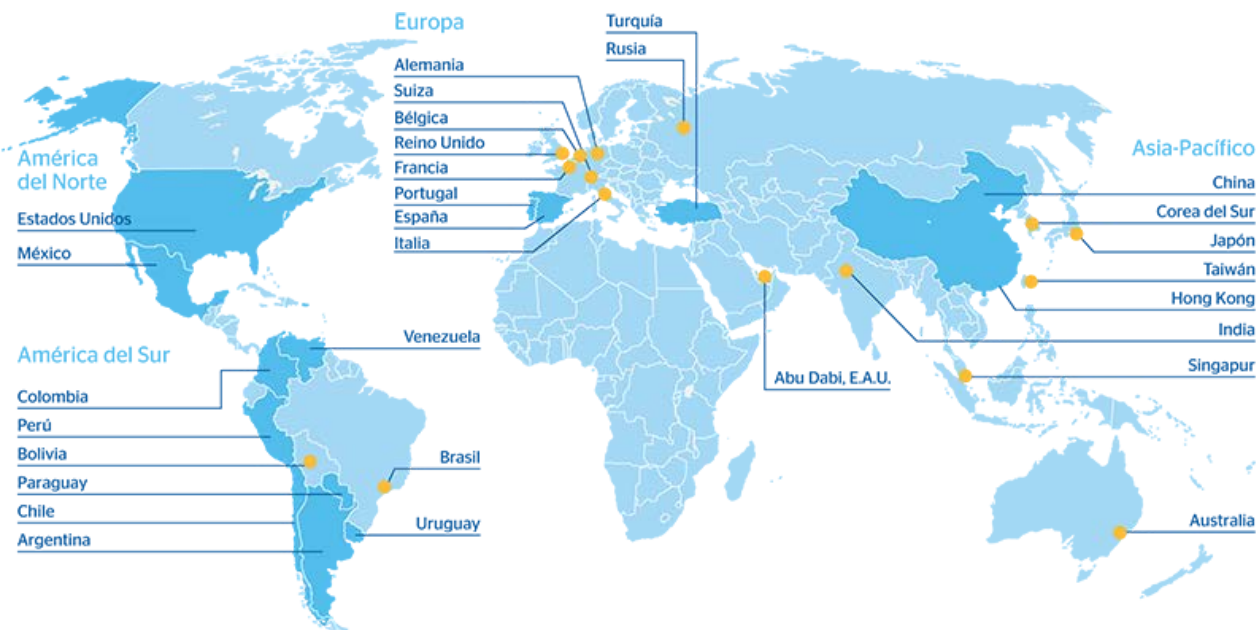 América
del Norte
Estados Unidos
México
América del Sur
Colombia
Perú
Bolivia
Paraguay
Chile
Argentina
Venezuela
Brasil
Uruguay
Europa
Alemania
Suiza
Bélgica
Reino Unido
Francia
Portugal
España
Italia
Turquía
Rusia
Abu Dabi, E.A.U.
Asia-Pacífico
China
Corea del Sur
Japón
Taiwán
Hong Kong
India
Singapur
Australia